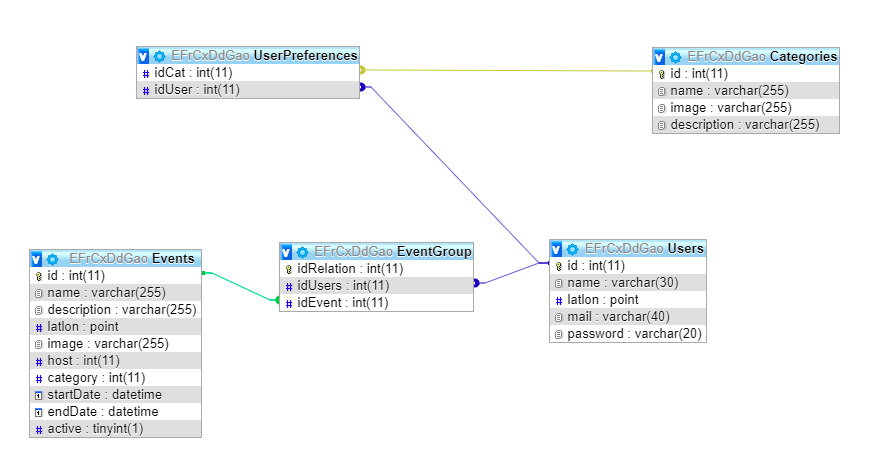 EFrCxDdGao UserPreferences
idCat : int(11)
idUser : int(11)
EFrCxDdGao Categories
id : int(11)
name : varchar(255)
image : varchar(255)
description : varchar(255)
EFrCxDdGao Events
id : int(11)
name : varchar(255)
description : varchar(255)
latlon : point
image : varchar(255)
host : int(11)
category : int(11)
startDate : datetime
endDate : datetime
active : tinyint(1)
EFrCxDdGao EventGroup
idRelation : int(11)
idUsers : int(11)
idEvent : int(11)
EFrCxDdGao Users
id : int(11)
name : varchar(30)
latlon : point
mail : varchar(40)
password : varchar(20)